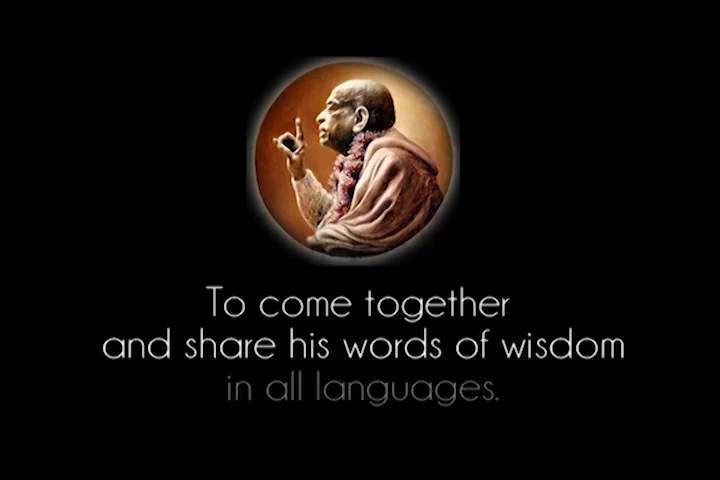 To come together
and share his words of wisdom
in all languages.